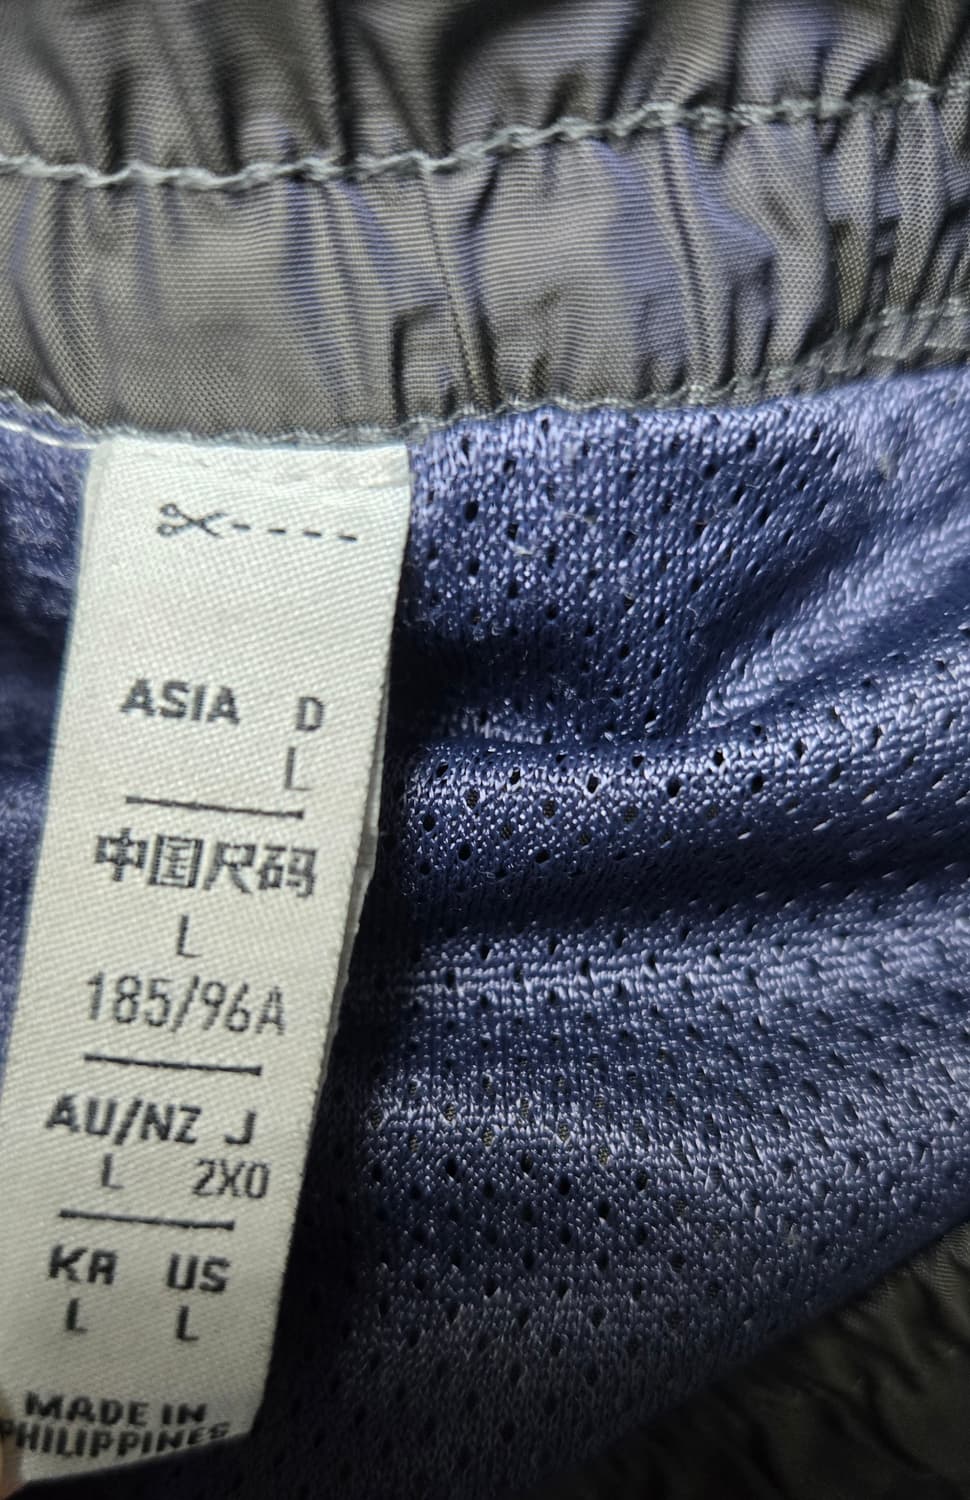 ASIA D
L
中国尺码
L
185/96A
AU/NZ J
L 2XO
KR US
L L
MADE IN
PHILIPPINES